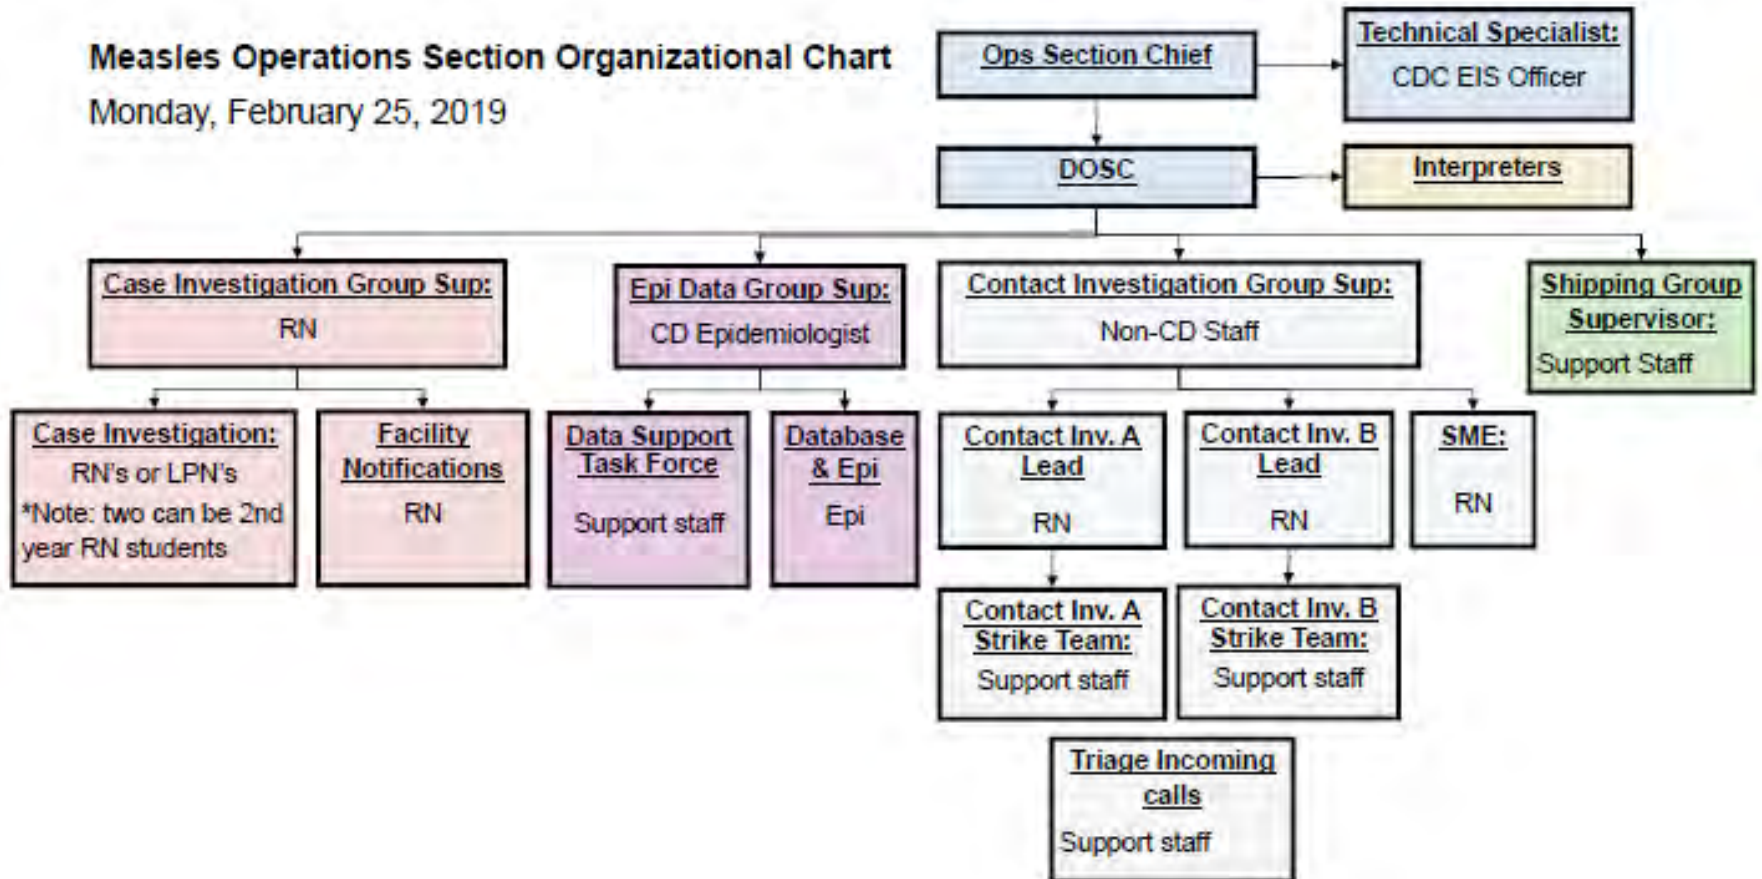 Measles Operations Section Organizational Chart
Monday, February 25, 2019
Ops Section Chief
Technical Specialist:
CDC EIS Officer
DOSC
Interpreters
Case Investigation Group Sup:
RN
Epi Data Group Sup:
CD Epidemiologist
Contact Investigation Group Sup:
Non-CD Staff
Shipping Group
Supervisor:
Support Staff
Case Investigation:
RN's or LPN's
*Note: two can be 2nd
year RN students
Facility
Notifications
RN
Data Support
Task Force
Support staff
Database
& Epi
Epi
Contact Inv. A
Lead
RN
Contact Inv. B
Lead
RN
SME:
RN
Contact Inv. A
Strike Team:
Support staff
Contact Inv. B
Strike Team:
Support staff
Triage Incoming
calls
Support staff